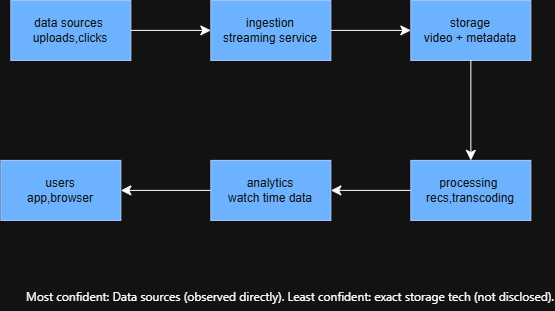 data sources
uploads,clicks
ingestion
streaming service
storage
video + metadata
users
app,browser
analytics
watch time data
processing
recs,transcoding
Most confident: Data sources (observed directly). Least confident: exact storage tech (not disclosed).